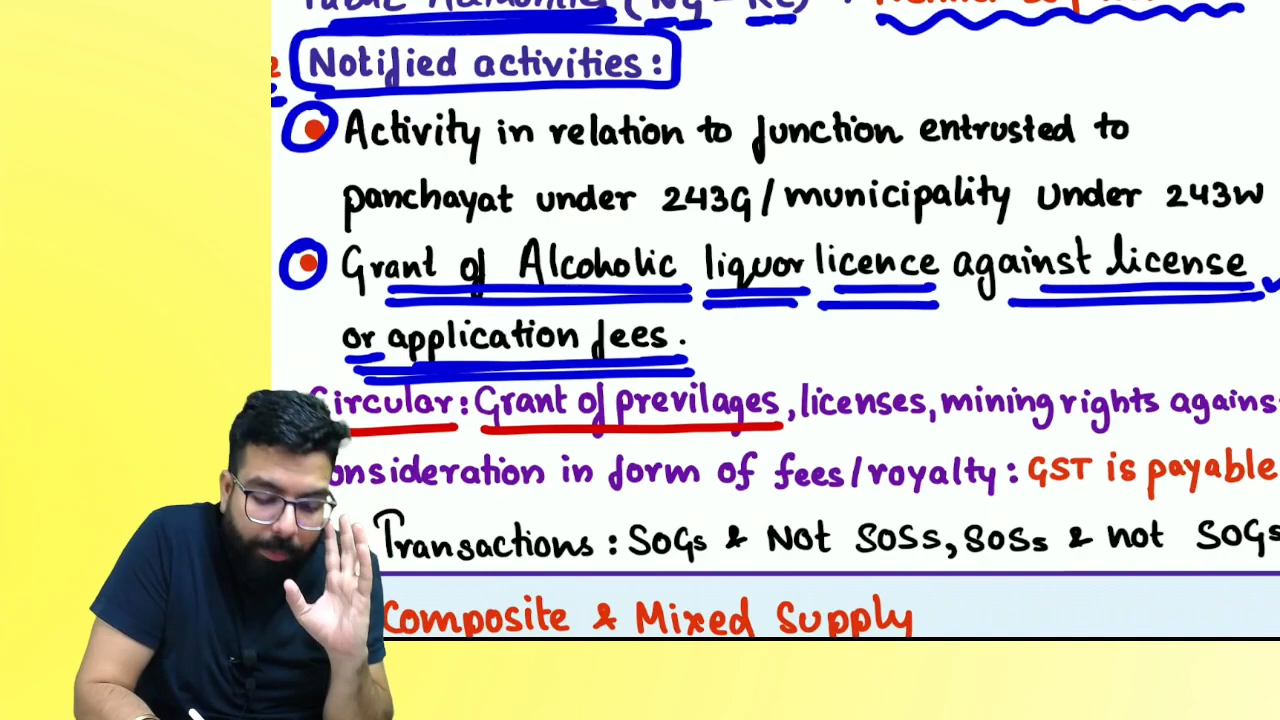 Notified activities:
Activity in relation to function entrusted to
panchayat under 243G/municipality under 243W
Grant of Alcoholic liquor licence against license
or application fees.
Circular: Grant of previlages, licenses, mining rights agains
onsideration in form of fees/royalty: GST is payable
Transactions: SOGs & Not SOSs, SOSs & not SOGs
Composite & Mixed Supply